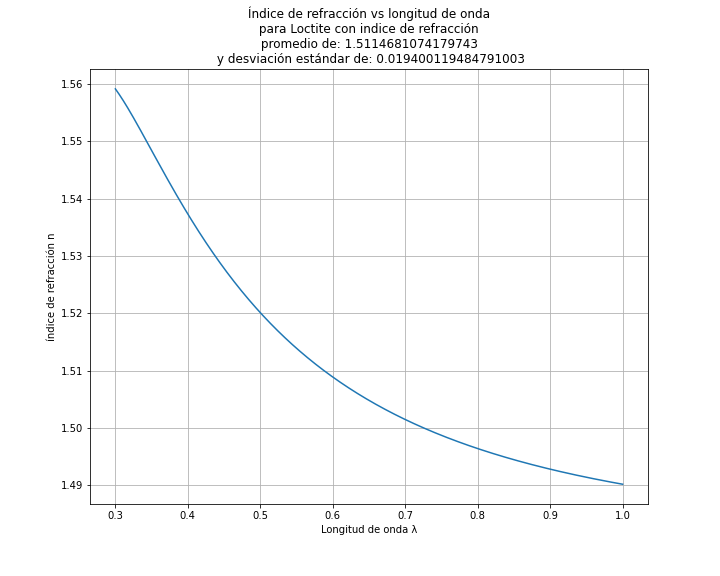 Índice de refracción vs longitud de onda
para Loctite con indice de refracción
promedio de: 1.5114681074179743
y desviación estándar de: 0.019400119484791003
1.56
1.55
1.54
1.53
1.52
1.51
1.50
1.49
Índice de refracción n
0.3 0.4 0.5 0.6 0.7 0.8 0.9 1.0
Longitud de onda λ